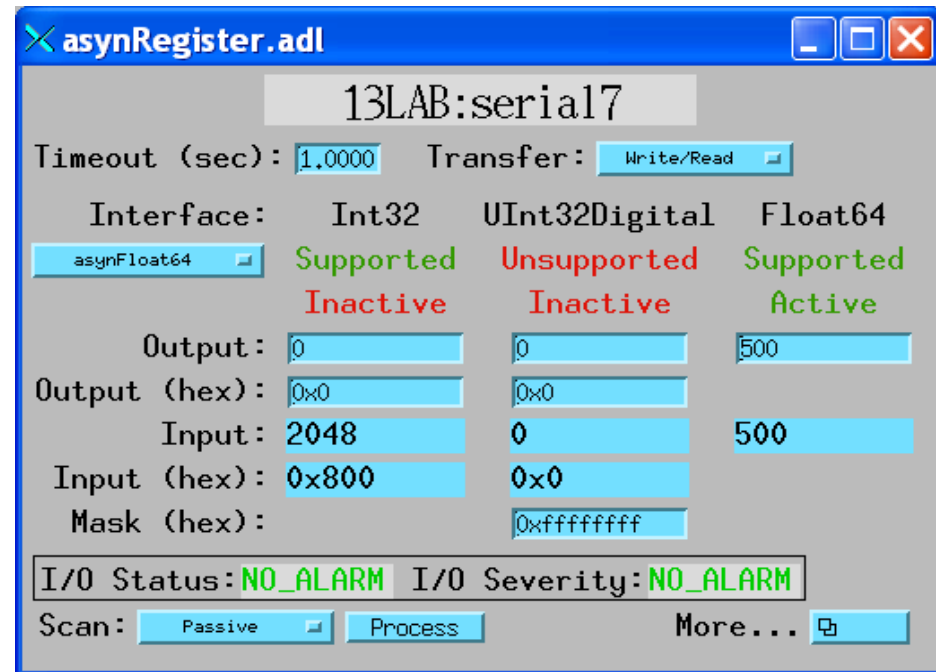 asynRegister.adl
13LAB:serial7
Timeout (sec): 1.0000 Transfer: Write/Read
Interface: Int32 UInt32Digital Float64
asynFloat64 Supported Unsupported Supported
Inactive Inactive Active
Output: 0 0 500
Output (hex): 0x0 0x0
Input: 2048 0 500
Input (hex): 0x800 0x0
Mask (hex): 0xffffffff
I/O Status: NO_ALARM I/O Severity: NO_ALARM
Scan: Passive Process More...